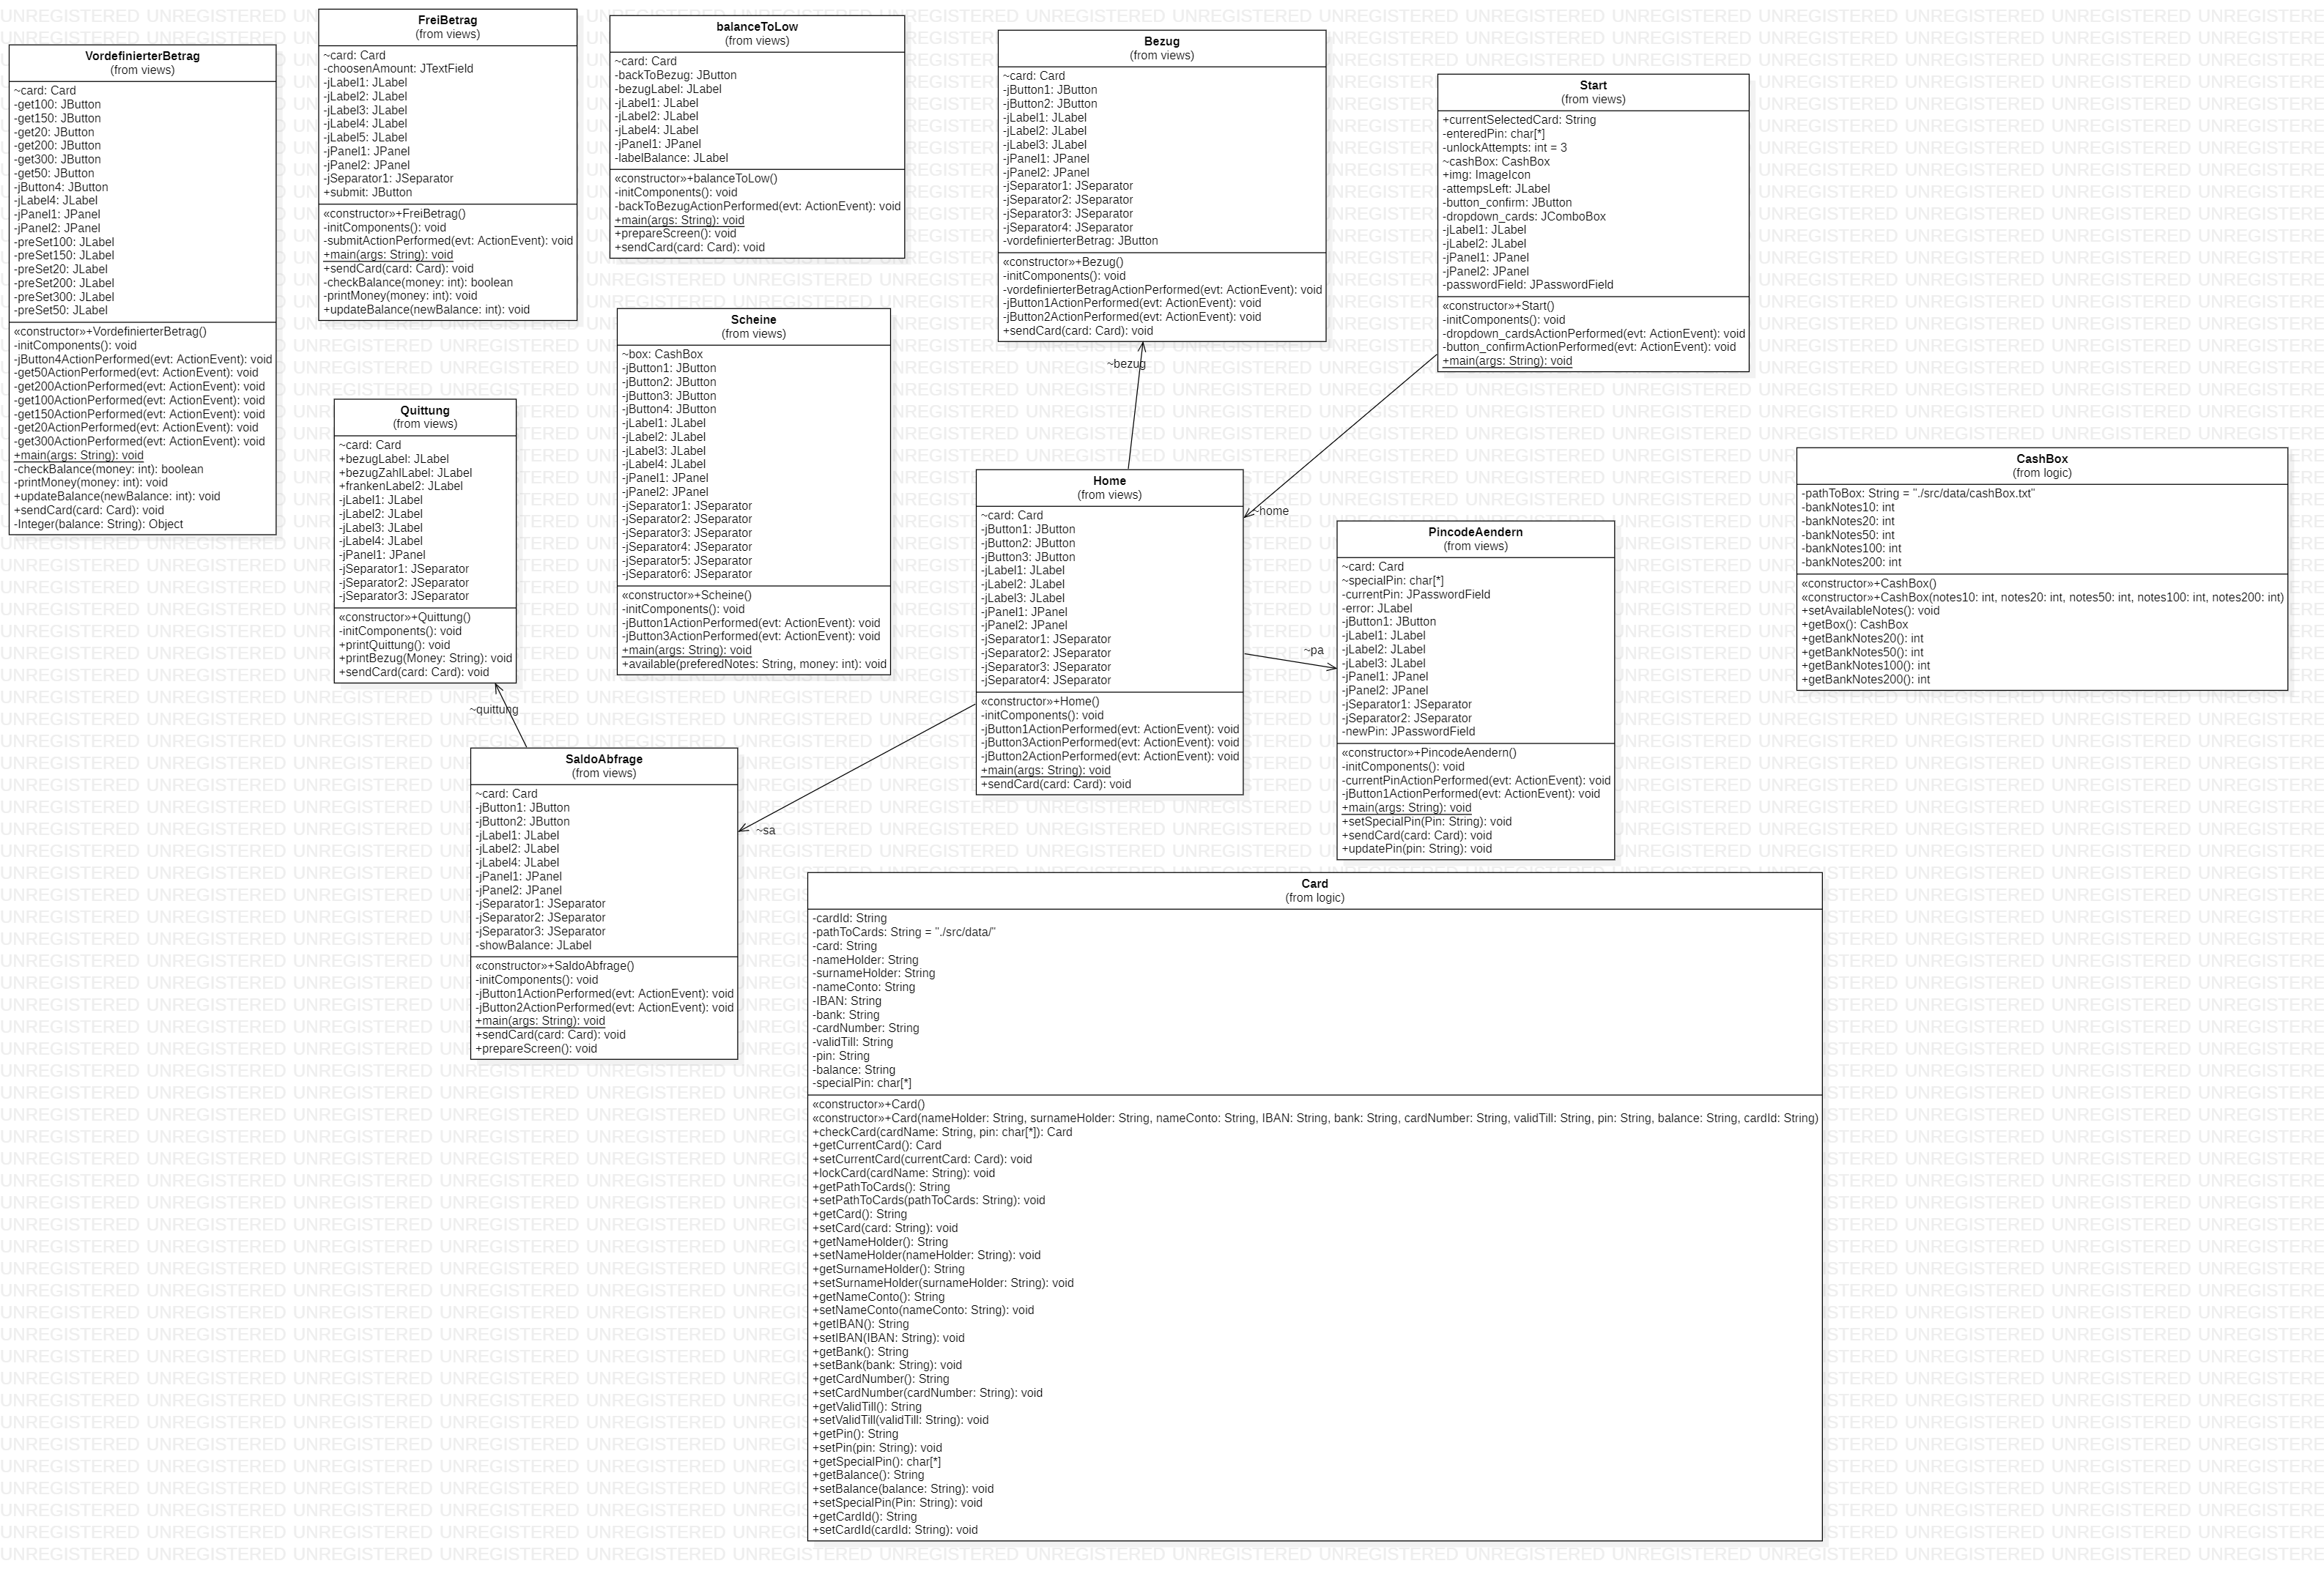 VordefinierterBetrag
(from views)
~card: Card
-get100: JButton
-get150: JButton
-get20: JButton
-get200: JButton
-get300: JButton
-get50: JButton
-jButton4: JButton
-jLabel4: JLabel
-jPanel1: JPanel
-jPanel2: JPanel
-preSet100: JLabel
-preSet150: JLabel
-preSet20: JLabel
-preSet200: JLabel
-preSet300: JLabel
-preSet50: JLabel
«constructor»+VordefinierterBetrag()
-initComponents(): void
-jButton4ActionPerformed(evt: ActionEvent): void
-get50ActionPerformed(evt: ActionEvent): void
-get200ActionPerformed(evt: ActionEvent): void
-get100ActionPerformed(evt: ActionEvent): void
-get150ActionPerformed(evt: ActionEvent): void
-get20ActionPerformed(evt: ActionEvent): void
-get300ActionPerformed(evt: ActionEvent): void
+main(args: String): void
-checkBalance(money: int): boolean
-printMoney(money: int): void
+updateBalance(newBalance: int): void
+sendCard(card: Card): void
-Integer(balance: String): Object
FreiBetrag
(from views)
~card: Card
-choosenAmount: JTextField
-jLabel1: JLabel
-jLabel2: JLabel
-jLabel3: JLabel
-jLabel4: JLabel
-jLabel5: JLabel
-jPanel1: JPanel
-jPanel2: JPanel
-jSeparator1: JSeparator
+submit: JButton
«constructor»+FreiBetrag()
-initComponents(): void
-submitActionPerformed(evt: ActionEvent): void
+main(args: String): void
+sendCard(card: Card): void
-checkBalance(money: int): boolean
-printMoney(money: int): void
+updateBalance(newBalance: int): void
balanceToLow
(from views)
~card: Card
-backToBezug: JButton
-bezugLabel: JLabel
-jLabel1: JLabel
-jLabel2: JLabel
-jLabel4: JLabel
-jPanel1: JPanel
-labelBalance: JLabel
«constructor»+balanceToLow()
-initComponents(): void
-backToBezugActionPerformed(evt: ActionEvent): void
+main(args: String): void
+prepareScreen(): void
+sendCard(card: Card): void
Bezug
(from views)
~card: Card
-jButton1: JButton
-jButton2: JButton
-jLabel1: JLabel
-jLabel2: JLabel
-jLabel3: JLabel
-jPanel1: JPanel
-jPanel2: JPanel
-jSeparator1: JSeparator
-jSeparator2: JSeparator
-jSeparator3: JSeparator
-jSeparator4: JSeparator
-vordefinierterBetrag: JButton
«constructor»+Bezug()
-initComponents(): void
-vordefinierterBetragActionPerformed(evt: ActionEvent): void
-jButton1ActionPerformed(evt: ActionEvent): void
-jButton2ActionPerformed(evt: ActionEvent): void
+sendCard(card: Card): void
~bezug
Start
(from views)
+currentSelectedCard: String
-enteredPin: char[*]
-unlockAttempts: int = 3
~cashBox: CashBox
+img: ImageIcon
-attempsLeft: JLabel
-button_confirm: JButton
-dropdown_cards: JComboBox
-jLabel1: JLabel
-jLabel2: JLabel
-jPanel1: JPanel
-jPanel2: JPanel
-passwordField: JPasswordField
«constructor»+Start()
-initComponents(): void
-dropdown_cardsActionPerformed(evt: ActionEvent): void
-button_confirmActionPerformed(evt: ActionEvent): void
+main(args: String): void
~home
Quittung
(from views)
~card: Card
+bezugLabel: JLabel
+bezugZahlLabel: JLabel
+frankenLabel2: JLabel
-jLabel1: JLabel
-jLabel2: JLabel
-jLabel3: JLabel
-jLabel4: JLabel
-jPanel1: JPanel
-jSeparator1: JSeparator
-jSeparator2: JSeparator
-jSeparator3: JSeparator
«constructor»+Quittung()
-initComponents(): void
+printQuittung(): void
+printBezug(Money: String): void
+sendCard(card: Card): void
~quittung
Scheine
(from views)
~box: CashBox
-jButton1: JButton
-jButton2: JButton
-jButton3: JButton
-jButton4: JButton
-jLabel1: JLabel
-jLabel2: JLabel
-jLabel3: JLabel
-jLabel4: JLabel
-jPanel1: JPanel
-jPanel2: JPanel
-jSeparator1: JSeparator
-jSeparator2: JSeparator
-jSeparator3: JSeparator
-jSeparator4: JSeparator
-jSeparator5: JSeparator
-jSeparator6: JSeparator
«constructor»+Scheine()
-initComponents(): void
-jButton1ActionPerformed(evt: ActionEvent): void
-jButton3ActionPerformed(evt: ActionEvent): void
+main(args: String): void
+available(preferedNotes: String, money: int): void
Home
(from views)
~card: Card
-jButton1: JButton
-jButton2: JButton
-jButton3: JButton
-jLabel1: JLabel
-jLabel2: JLabel
-jLabel3: JLabel
-jPanel1: JPanel
-jPanel2: JPanel
-jSeparator1: JSeparator
-jSeparator2: JSeparator
-jSeparator3: JSeparator
-jSeparator4: JSeparator
«constructor»+Home()
-initComponents(): void
-jButton1ActionPerformed(evt: ActionEvent): void
-jButton3ActionPerformed(evt: ActionEvent): void
-jButton2ActionPerformed(evt: ActionEvent): void
+main(args: String): void
+sendCard(card: Card): void
~pa
~sa
PincodeAendern
(from views)
~card: Card
~specialPin: char[*]
-currentPin: JPasswordField
-error: JLabel
-jButton1: JButton
-jLabel1: JLabel
-jLabel2: JLabel
-jLabel3: JLabel
-jPanel1: JPanel
-jPanel2: JPanel
-jSeparator1: JSeparator
-jSeparator2: JSeparator
-newPin: JPasswordField
«constructor»+PincodeAendern()
-initComponents(): void
-currentPinActionPerformed(evt: ActionEvent): void
-jButton1ActionPerformed(evt: ActionEvent): void
+main(args: String): void
+setSpecialPin(Pin: String): void
+sendCard(card: Card): void
+updatePin(pin: String): void
CashBox
(from logic)
-pathToBox: String = "./src/data/cashBox.txt"
-bankNotes10: int
-bankNotes20: int
-bankNotes50: int
-bankNotes100: int
-bankNotes200: int
«constructor»+CashBox()
«constructor»+CashBox(notes10: int, notes20: int, notes50: int, notes100: int, notes200: int)
+setAvailableNotes(): void
+getBox(): CashBox
+getBankNotes20(): int
+getBankNotes50(): int
+getBankNotes100(): int
+getBankNotes200(): int
SaldoAbfrage
(from views)
~card: Card
-jButton1: JButton
-jButton2: JButton
-jLabel1: JLabel
-jLabel2: JLabel
-jLabel4: JLabel
-jPanel1: JPanel
-jPanel2: JPanel
-jSeparator1: JSeparator
-jSeparator2: JSeparator
-jSeparator3: JSeparator
-showBalance: JLabel
«constructor»+SaldoAbfrage()
-initComponents(): void
-jButton1ActionPerformed(evt: ActionEvent): void
-jButton2ActionPerformed(evt: ActionEvent): void
+main(args: String): void
+sendCard(card: Card): void
+prepareScreen(): void
Card
(from logic)
-cardId: String
-pathToCards: String = "./src/data/"
-card: String
-nameHolder: String
-surnameHolder: String
-nameConto: String
-IBAN: String
-bank: String
-cardNumber: String
-validTill: String
-pin: String
-balance: String
-specialPin: char[*]
«constructor»+Card()
«constructor»+Card(nameHolder: String, surnameHolder: String, nameConto: String, IBAN: String, bank: String, cardNumber: String, validTill: String, pin: String, balance: String, cardId: String)
+checkCard(cardName: String, pin: char[*]): Card
+getCurrentCard(): Card
+setCurrentCard(currentCard: Card): void
+lockCard(cardName: String): void
+getPathToCards(): String
+setPathToCards(pathToCards: String): void
+getCard(): String
+setCard(card: String): void
+getNameHolder(): String
+setNameHolder(nameHolder: String): void
+getSurnameHolder(): String
+setSurnameHolder(surnameHolder: String): void
+getNameConto(): String
+setNameConto(nameConto: String): void
+getIBAN(): String
+setIBAN(IBAN: String): void
+getBank(): String
+setBank(bank: String): void
+getCardNumber(): String
+setCardNumber(cardNumber: String): void
+getValidTill(): String
+setValidTill(validTill: String): void
+getPin(): String
+setPin(pin: String): void
+getSpecialPin(): char[*]
+getBalance(): String
+setBalance(balance: String): void
+setSpecialPin(Pin: String): void
+getCardId(): String
+setCardId(cardId: String): void
UNREGISTERED